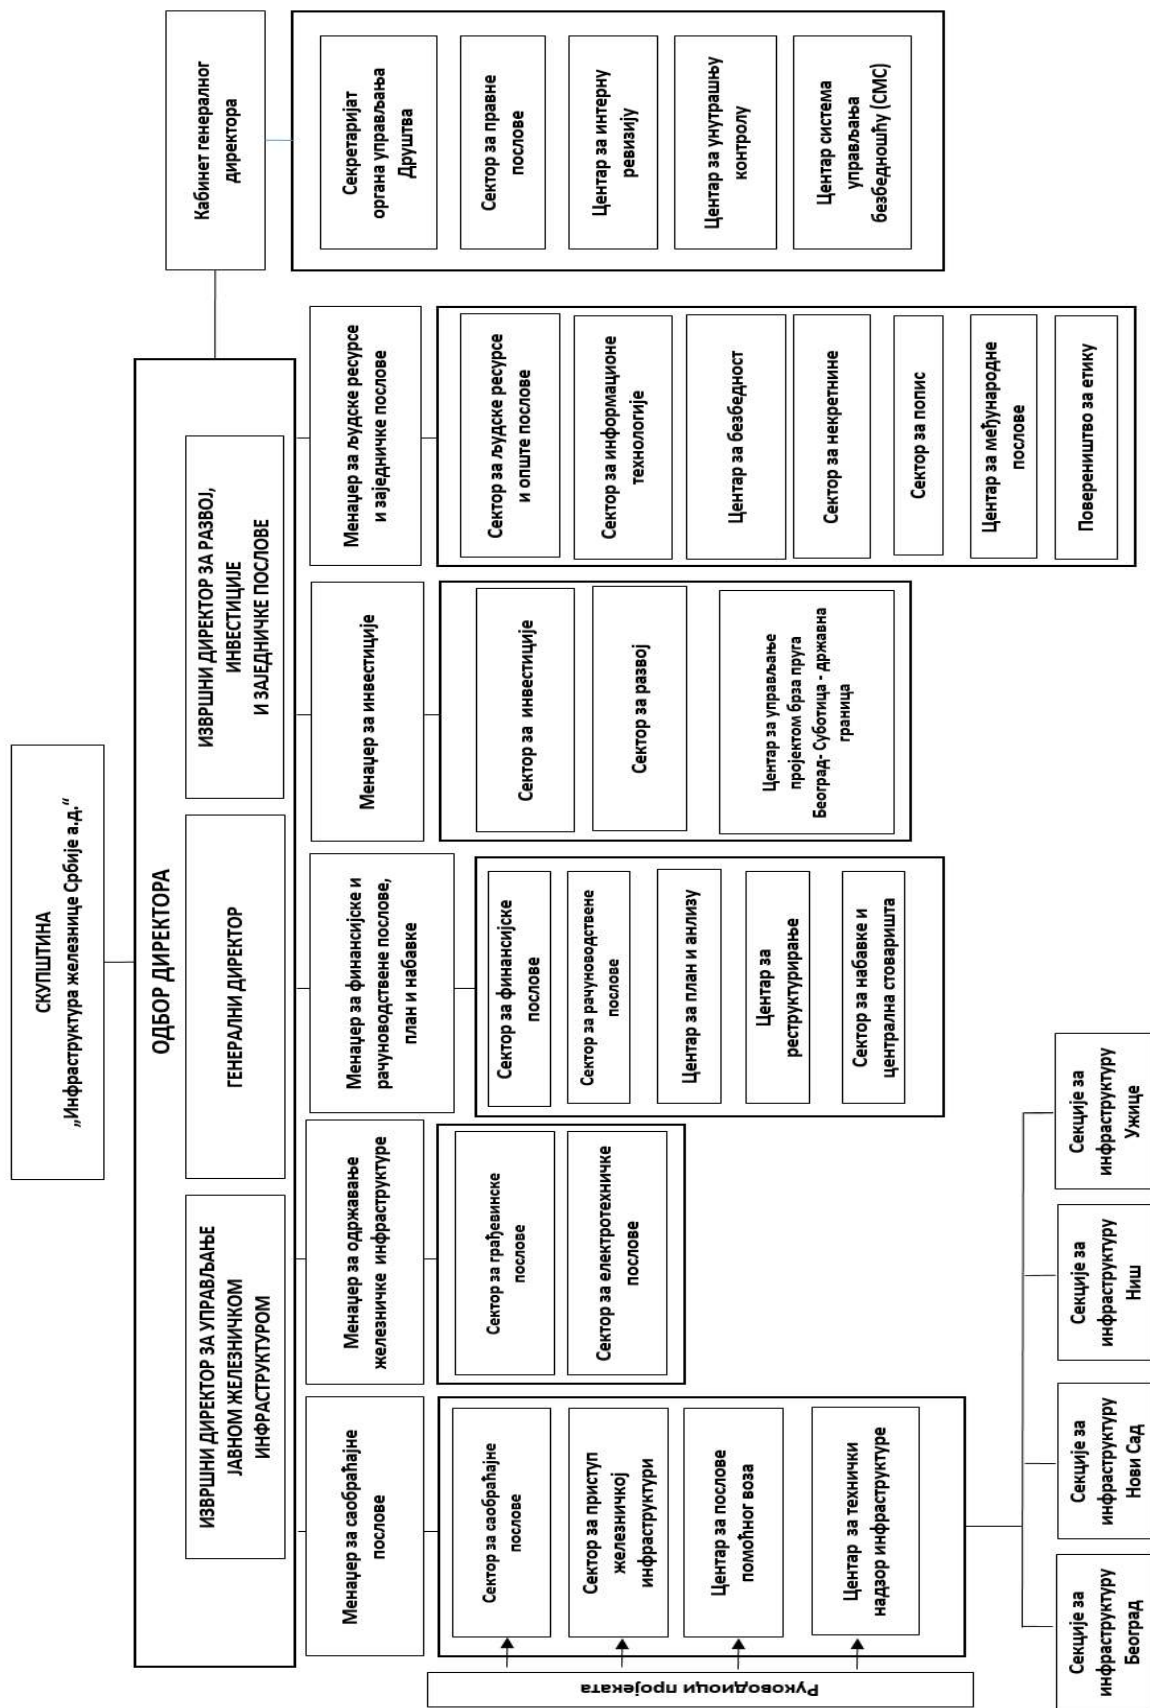 СКУПШТИНА
„Инфраструктура железнице Србије а.д.“
ОДБОР ДИРЕКТОРА
ИЗВРШНИ ДИРЕКТОР ЗА УПРАВЉАЊЕ
ЈАВНОМ ЖЕЛЕЗНИЧКОМ
ИНФРАСТРУКТУРОМ
ГЕНЕРАЛНИ ДИРЕКТОР
ИЗВРШНИ ДИРЕКТОР ЗА РАЗВОЈ,
ИНВЕСТИЦИЈЕ
И ЗАЈЕДНИЧКЕ ПОСЛОВЕ
Кабинет генералног
директора
Секретаријат
органа управљања
Друштва
Сектор за правне
послове
Центар за интерну
ревизију
Центар за унутрашњу
контролу
Центар система
управљања
безбедношћу (СМС)
Менаџер за саобраћајне
послове
Сектор за саобраћајне
послове
Сектор за приступ
железничкој
инфраструктури
Центар за послове
помоћног воза
Центар за технички
надзор инфраструктуре
Руководиоци пројеката
Менаџер за одржавање
железничке инфраструктуре
Сектор за грађевинске
послове
Сектор за електротехничке
послове
Менаџер за финансијске и
рачуноводствене послове,
план и набавке
Сектор за финансијске
послове
Сектор за рачуноводствене
послове
Центар за план и анлизу
Центар за
реструктурирање
Сектор за набавке и
централна стоваришта
Менаџер за инвестиције
Сектор за инвестиције
Сектор за развој
Центар за управљање
пројектом брза пруга
Београд- Суботица - државна
граница
Менаџер за људске ресурсе
и заједничке послове
Сектор за људске ресурсе
и опште послове
Сектор за информационе
технологије
Центар за безбедност
Сектор за некретнине
Сектор за попис
Центар за међународне
послове
Повереништво за етику
Секције за
инфраструктуру
Београд
Секције за
инфраструктуру
Нови Сад
Секције за
инфраструктуру
Ниш
Секције за
инфраструктуру
Ужице